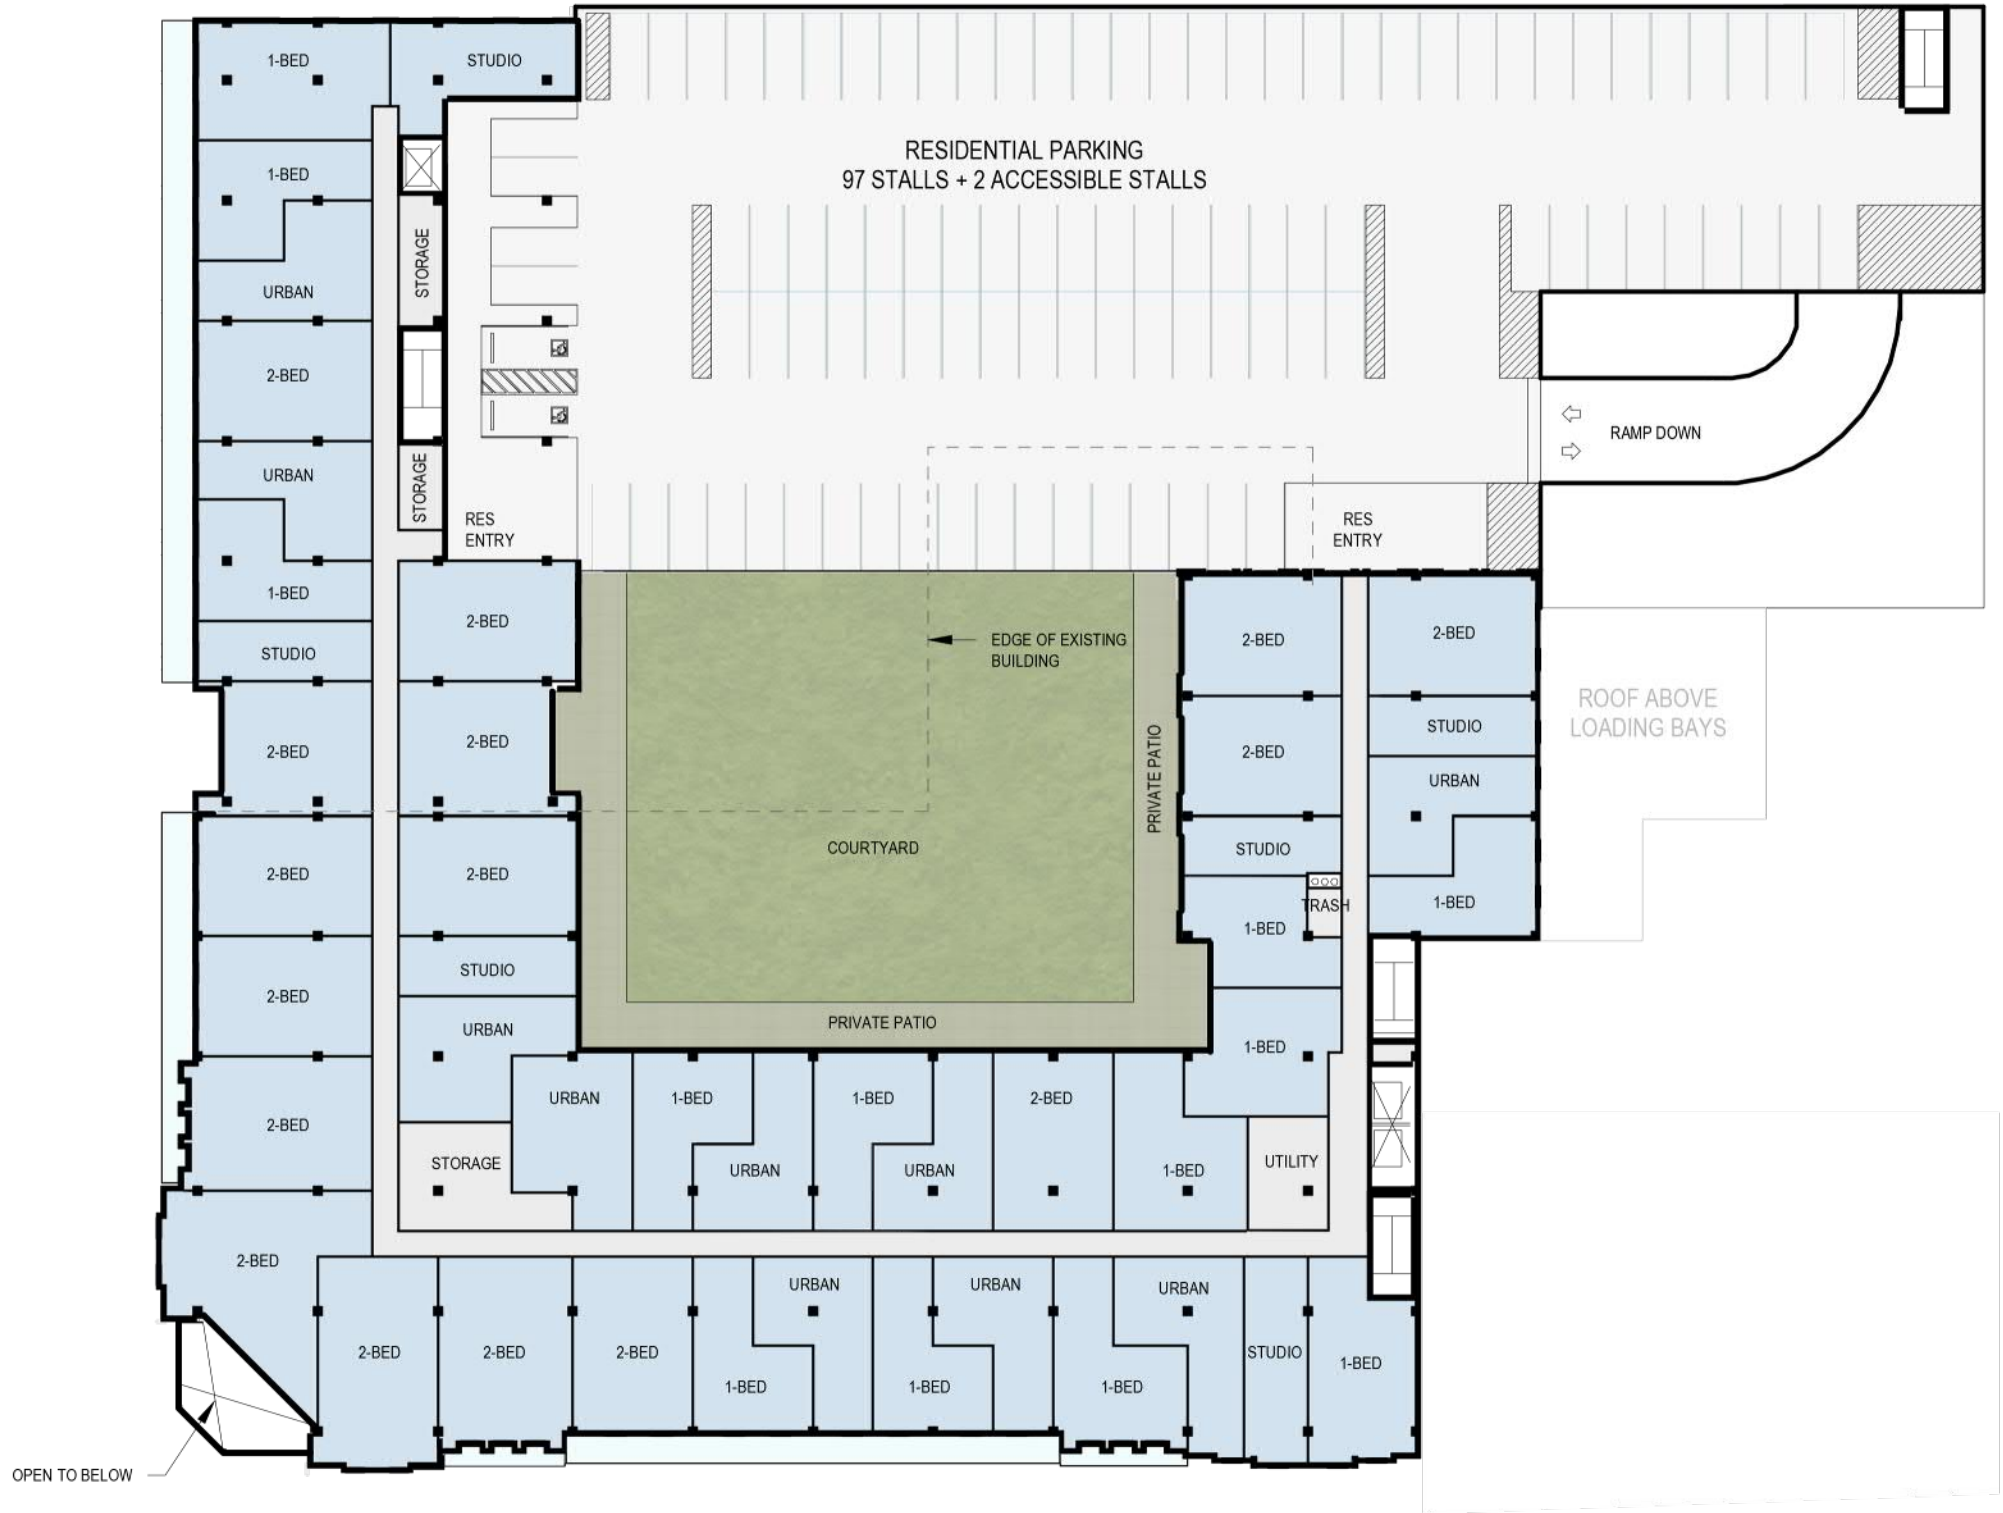 1-BED
STUDIO
RESIDENTIAL PARKING
97 STALLS + 2 ACCESSIBLE STALLS
1-BED
STORAGE
URBAN
2-BED
RAMP DOWN
URBAN
STORAGE
RES
ENTRY
RES
ENTRY
1-BED
2-BED
STUDIO
EDGE OF EXISTING
BUILDING
2-BED
2-BED
ROOF ABOVE
LOADING BAYS
2-BED
2-BED
PRIVATE PATIO
2-BED
STUDIO
URBAN
COURTYARD
STUDIO
2-BED
2-BED
TRASH
1-BED
1-BED
STUDIO
2-BED
URBAN
PRIVATE PATIO
1-BED
2-BED
URBAN
1-BED
1-BED
2-BED
STORAGE
URBAN
URBAN
1-BED
UTILITY
2-BED
URBAN
URBAN
URBAN
2-BED
2-BED
2-BED
STUDIO
1-BED
1-BED
1-BED
1-BED
OPEN TO BELOW